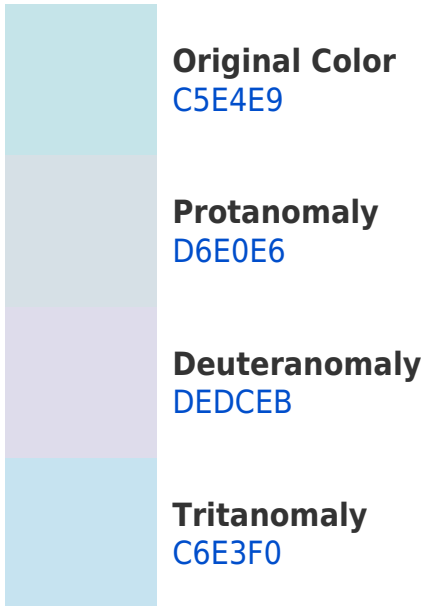 Original Color
C5E4E9
Protanomaly
D6E0E6
Deuteranomaly
DEDCEB
Tritanomaly
C6E3F0